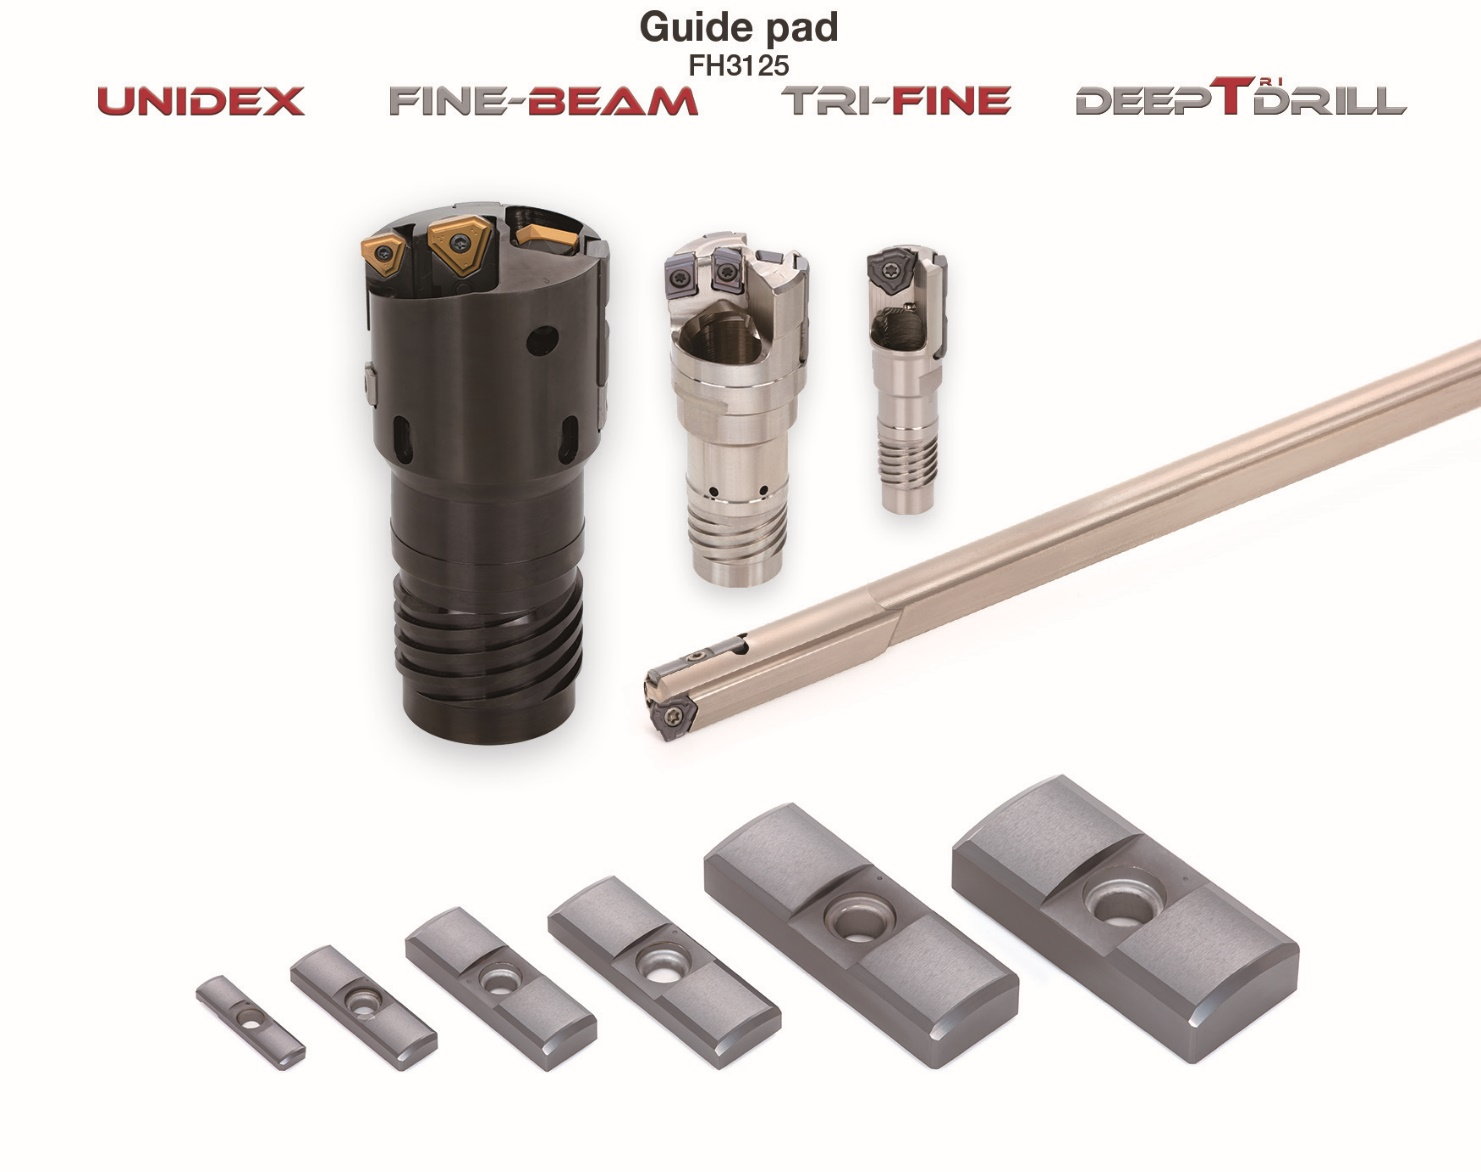 Guide pad
FH3125
UNIDEX FINE-BEAM TRI-FINE DEEPTRIDRILL